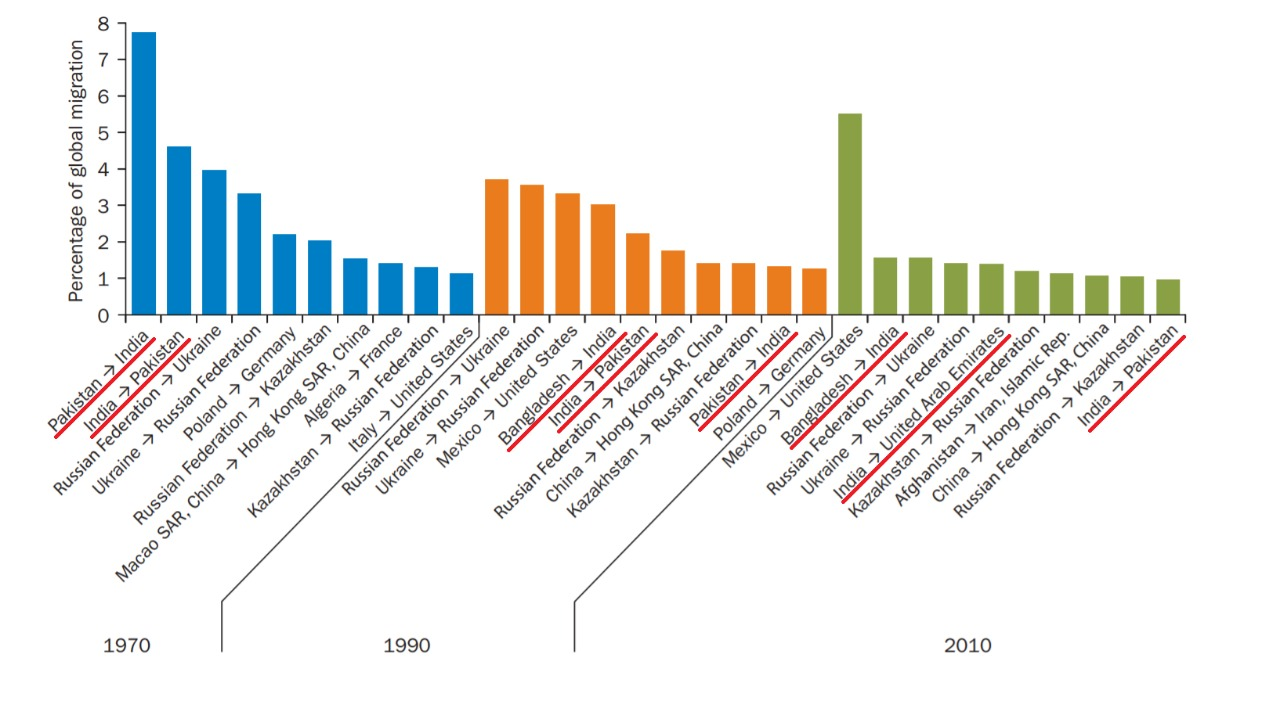 Percentage of global migration
8
7
6
5
4
3
2
1
0
Pakistan → India
India → Pakistan
Russian Federation → Ukraine
Ukraine → Russian Federation
Poland → Germany
Russian Federation → Kazakhstan
Macao SAR, China → Hong Kong SAR, China
Algeria → France
Kazakhstan → Russian Federation
Italy → United States
Russian Federation → Ukraine
Ukraine → Russian Federation
Mexico → United States
Bangladesh → India
India → Pakistan
Russian Federation → Kazakhstan
China → Hong Kong SAR, China
Kazakhstan → Russian Federation
Pakistan → India
Poland → Germany
Mexico → United States
Bangladesh → India
Russian Federation → Ukraine
Ukraine → Russian Federation
India → United Arab Emirates
Kazakhstan → Russian Federation
Afghanistan → Iran, Islamic Rep.
China → Hong Kong SAR, China
Russian Federation → Kazakhstan
India → Pakistan
1970
1990
2010